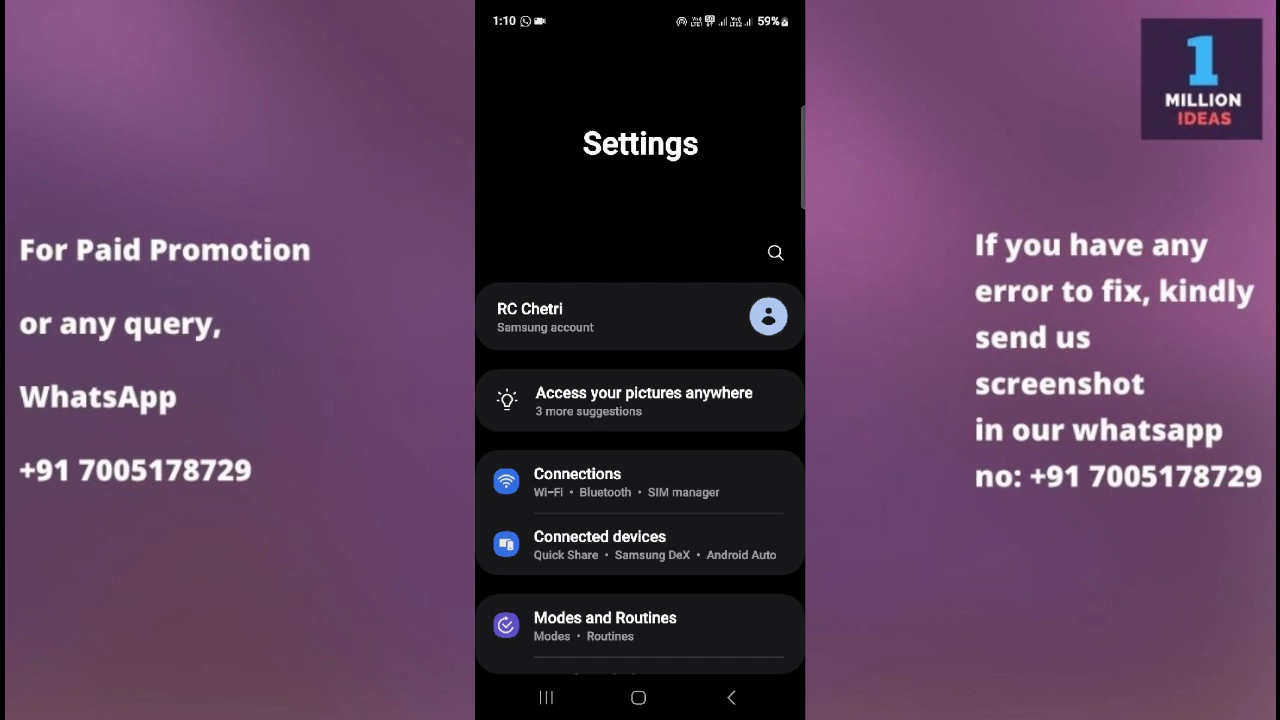 1:10
59%
1
MILLION
IDEAS
Settings
For Paid Promotion
or any query,
WhatsApp
+91 7005178729
RC Chetri
Samsung account
Access your pictures anywhere
3 more suggestions
Connections
Wi-Fi • Bluetooth • SIM manager
Connected devices
Quick Share • Samsung DeX • Android Auto
Modes and Routines
Modes • Routines
If you have any
error to fix, kindly
send us
screenshot
in our whatsapp
no: +91 7005178729